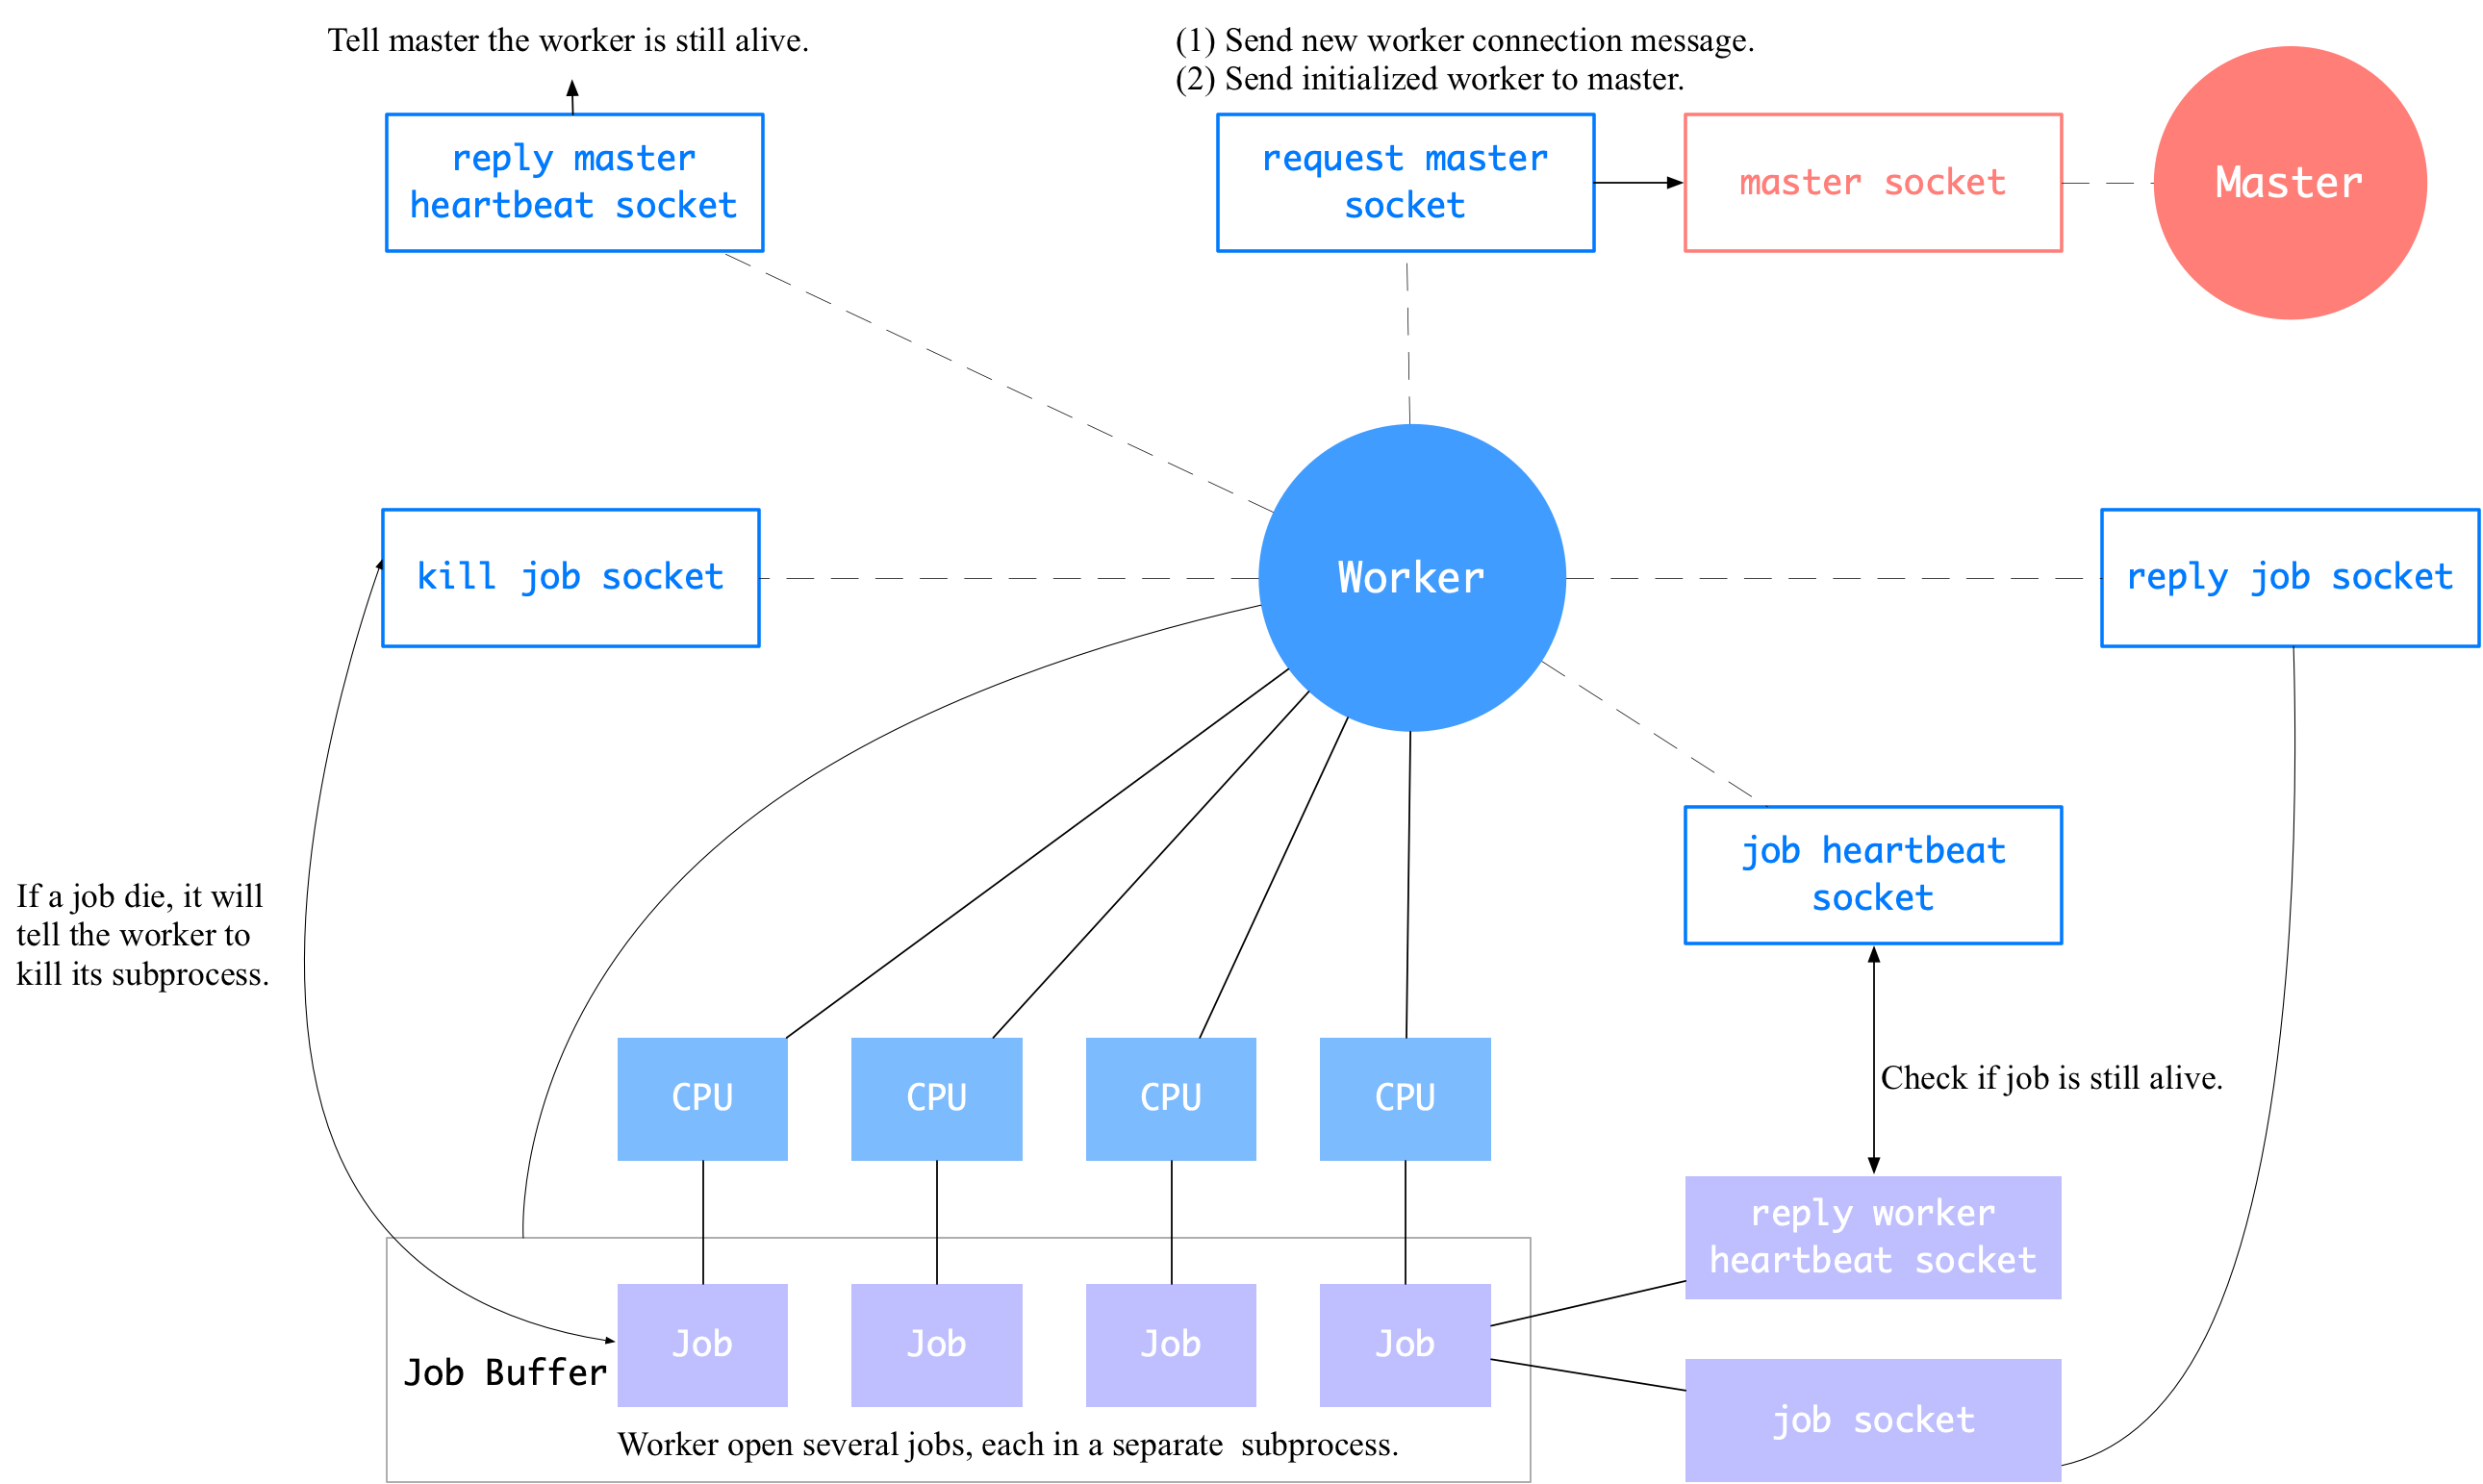 Tell master the worker is still alive.
(1) Send new worker connection message.
(2) Send initialized worker to master.
reply master
heartbeat socket
request master
socket
master socket
Master
kill job socket
Worker
reply job socket
job heartbeat
socket
If a job die, it will
tell the worker to
kill its subprocess.
Check if job is still alive.
CPU
CPU
CPU
CPU
reply worker
heartbeat socket
Job Buffer
Job
Job
Job
Job
job socket
Worker open several jobs, each in a separate  subprocess.